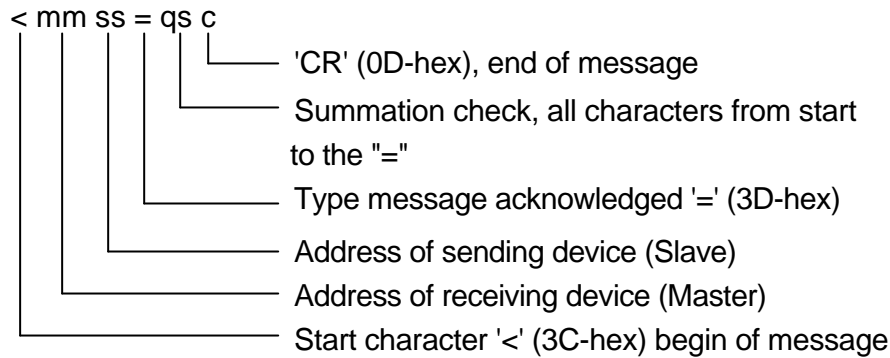 < mm ss = qs c
'CR' (0D-hex), end of message
Summation check, all characters from start
to the "="
Type message acknowledged '=' (3D-hex)
Address of sending device (Slave)
Address of receiving device (Master)
Start character '<' (3C-hex) begin of message